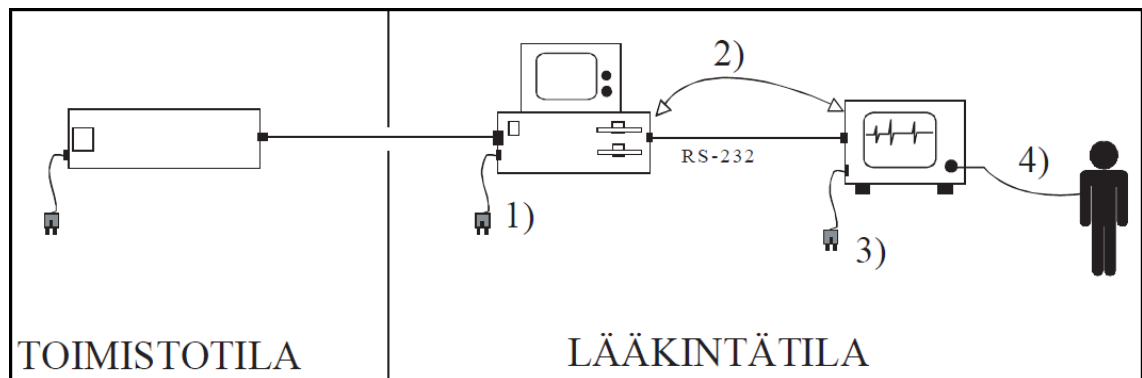 2)
RS-232
4)
1)
3)
TOIMISTOTILA
LÄÄKINTÄTILA